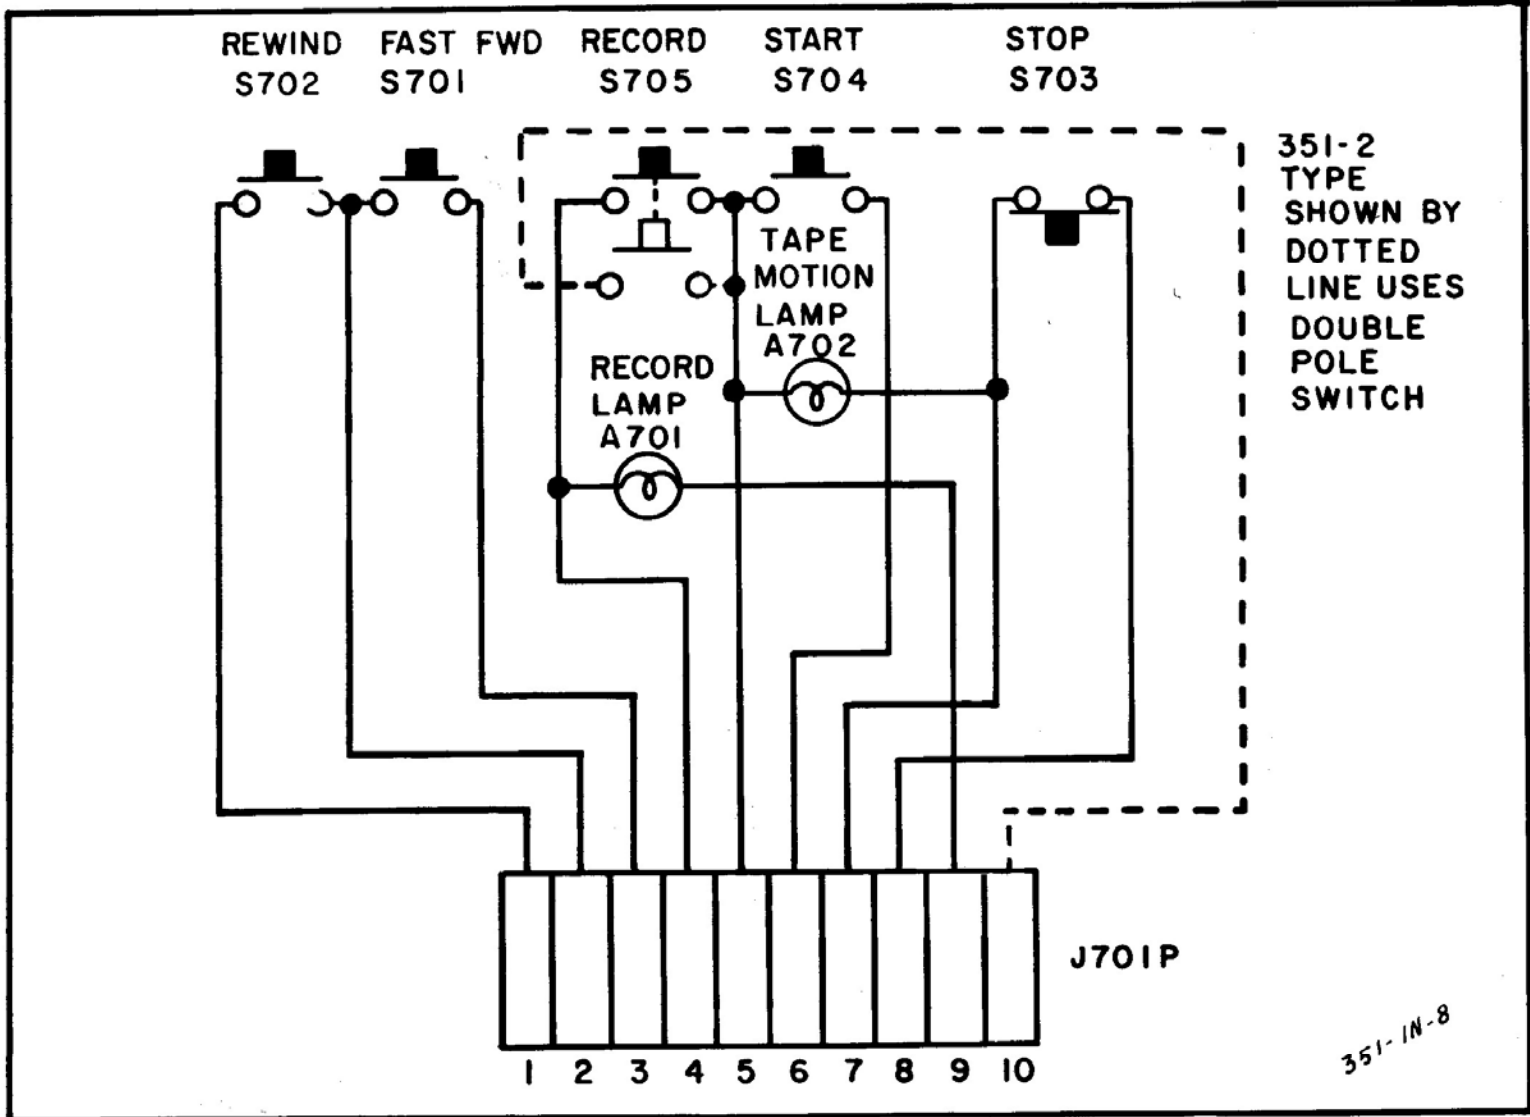 REWIND
S702
FAST FWD
S701
RECORD
S705
START
S704
STOP
S703
351-2
TYPE
SHOWN BY
DOTTED
LINE USES
DOUBLE
POLE
SWITCH
TAPE
MOTION
LAMP
A702
RECORD
LAMP
A701
J701P
1 2 3 4 5 6 7 8 9 10
351-IN-8